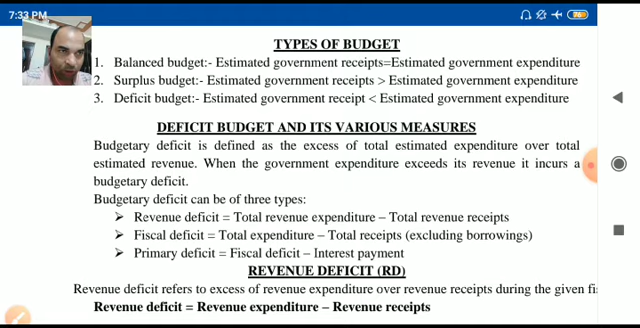 7:33 PM
76
TYPES OF BUDGET
1. Balanced budget:- Estimated government receipts=Estimated government expenditure
2. Surplus budget:- Estimated government receipts > Estimated government expenditure
3. Deficit budget:- Estimated government receipt < Estimated government expenditure
DEFICIT BUDGET AND ITS VARIOUS MEASURES
Budgetary deficit is defined as the excess of total estimated expenditure over total
estimated revenue. When the government expenditure exceeds its revenue it incurs a
budgetary deficit.
Budgetary deficit can be of three types:
➢ Revenue deficit = Total revenue expenditure – Total revenue receipts
➢ Fiscal deficit = Total expenditure – Total receipts (excluding borrowings)
➢ Primary deficit = Fiscal deficit – Interest payment
REVENUE DEFICIT (RD)
Revenue deficit refers to excess of revenue expenditure over revenue receipts during the given fi
Revenue deficit = Revenue expenditure – Revenue receipts